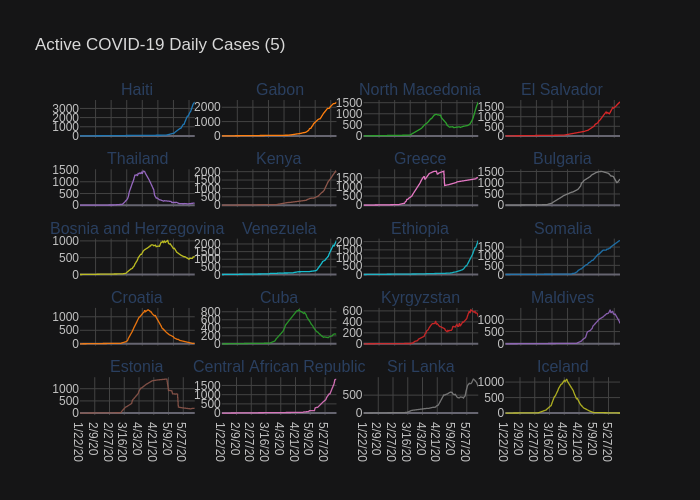 Active COVID-19 Daily Cases (5)
Haiti Gabon North Macedonia El Salvador
3000 2000 1000 0
2000 1000 0
1500 1000 500 0
1500 1000 500 0
Thailand Kenya Greece Bulgaria
1500 1000 500 0
2000 1500 1000 500 0
1500 1000 500 0
1500 1000 500 0
Bosnia and Herzegovina Venezuela Ethiopia Somalia
1000 500 0
2000 1500 1000 500 0
2000 1500 1000 500 0
1500 1000 500 0
Croatia Cuba Kyrgyzstan Maldives
1000 500 0
800 600 400 200 0
600 400 200 0
1000 500 0
Estonia Central African Republic Sri Lanka Iceland
1000 500 0
1500 1000 500 0
500 0
1000 500 0
1/22/20 2/9/20 2/27/20 3/16/20 4/3/20 4/21/20 5/9/20 5/27/20
1/22/20 2/9/20 2/27/20 3/16/20 4/3/20 4/21/20 5/9/20 5/27/20
1/22/20 2/9/20 2/27/20 3/16/20 4/3/20 4/21/20 5/9/20 5/27/20
1/22/20 2/9/20 2/27/20 3/16/20 4/3/20 4/21/20 5/9/20 5/27/20